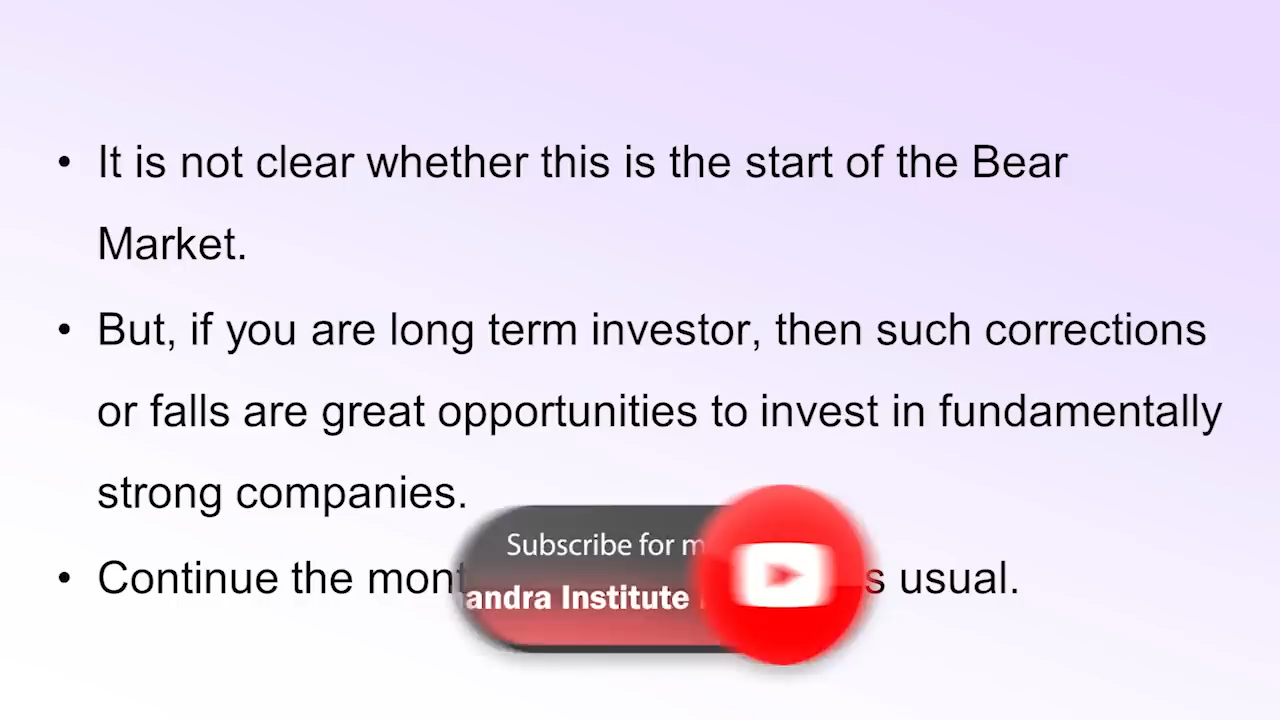 • It is not clear whether this is the start of the Bear
Market.
• But, if you are long term investor, then such corrections
or falls are great opportunities to invest in fundamentally
strong companies.
Subscribe for
• Continue the usual.
Institute